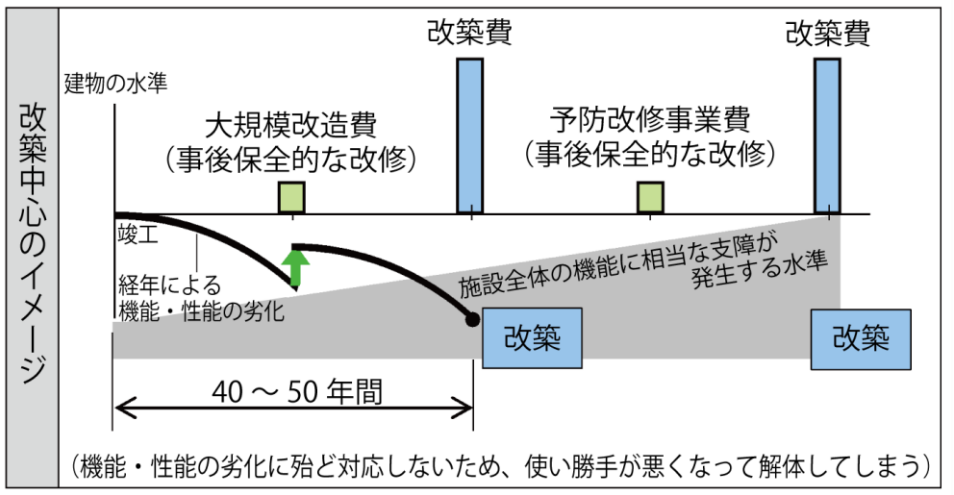 改築中心のイメージ
改築費
改築費
建物の水準
大規模改造費
（事後保全的な改修）
予防改修事業費
（事後保全的な改修）
竣工
経年による
機能・性能の劣化
施設全体の機能に相当な支障が
発生する水準
改築
改築
40 ～ 50 年間
（機能・性能の劣化に殆ど対応しないため、使い勝手が悪くなって解体してしまう）